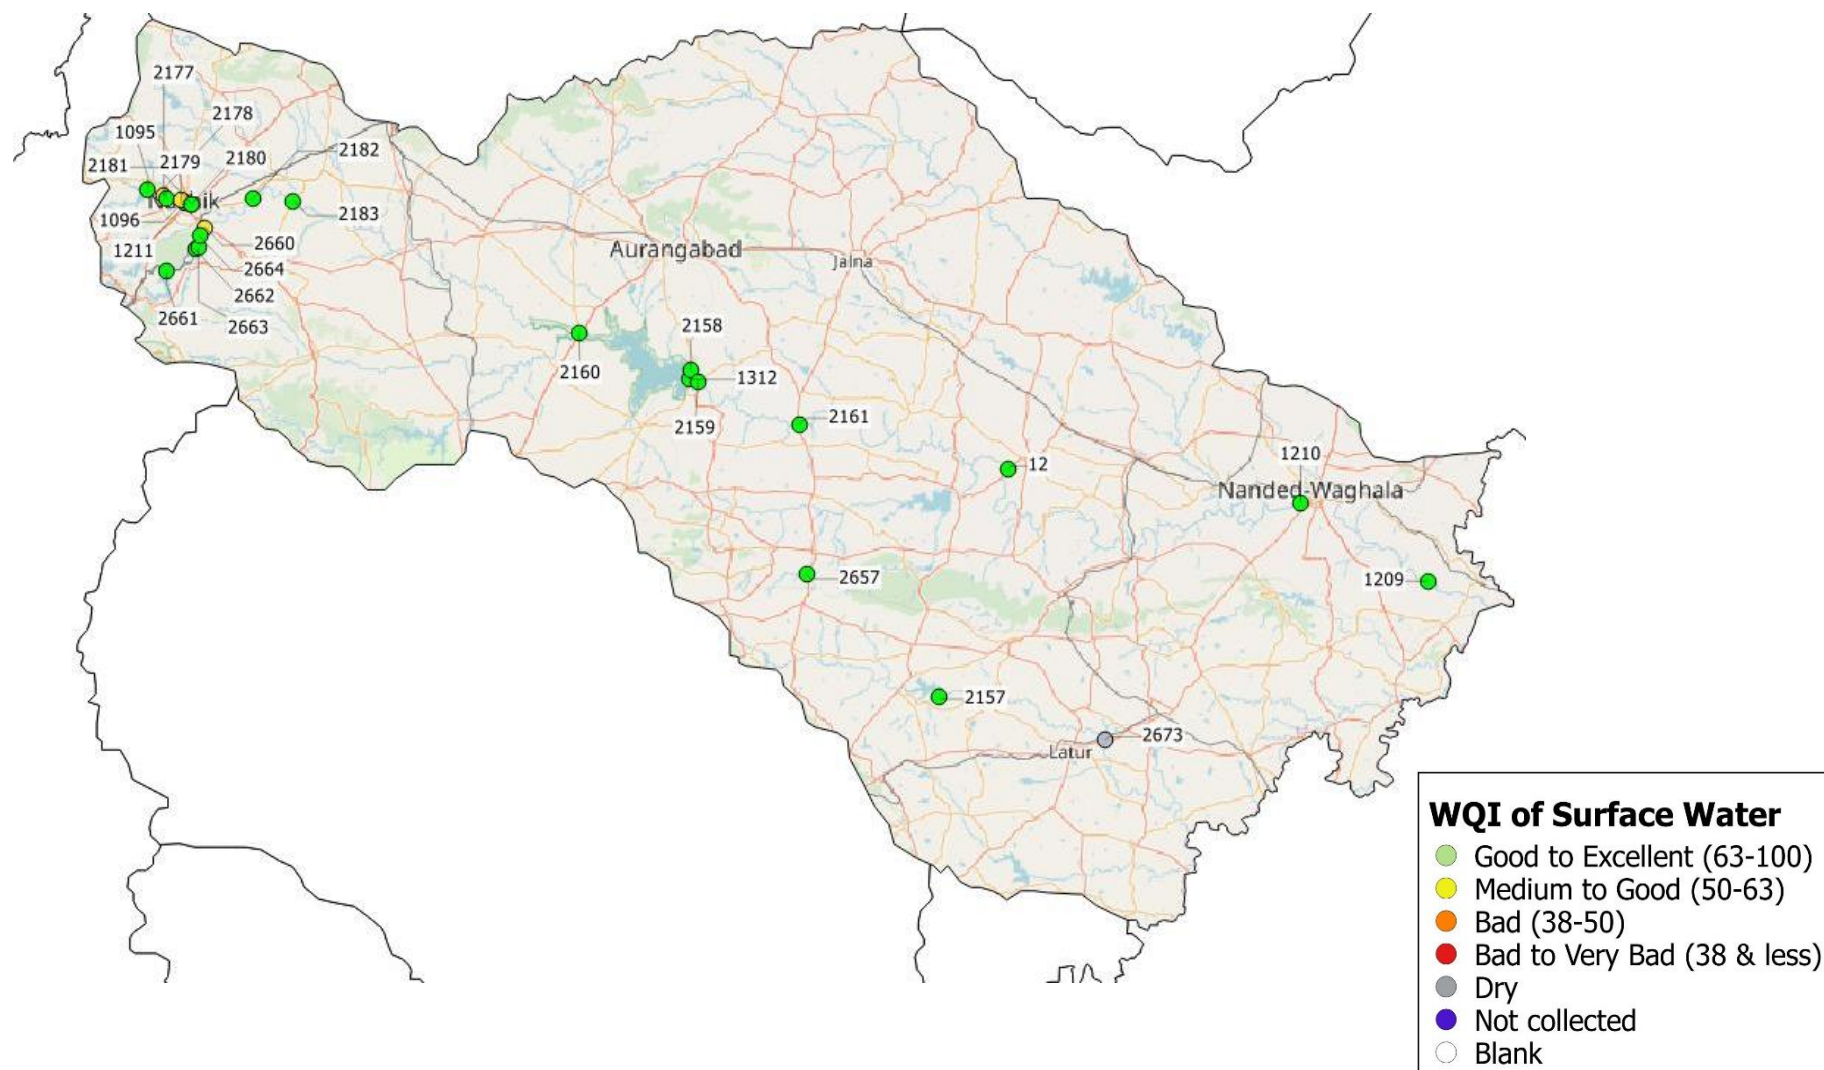 2177
2178
1095
2182
2181
2179
2180
2183
1096
1211
2660
2664
2662
2661
2663
Aurangabad
Jalna
2158
2160
1312
2159
2161
12
1210
Nanded-Waghala
2657
1209
2157
2673
Latur
WQI of Surface Water
Good to Excellent (63-100)
Medium to Good (50-63)
Bad (38-50)
Bad to Very Bad (38 & less)
Dry
Not collected
Blank